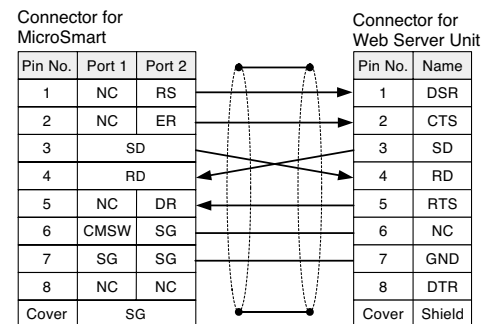 Connector for
MicroSmart
Connector for
Web Server Unit
Pin No. Port 1 Port 2 Pin No. Name
1 NC RS 1 DSR
2 NC ER 2 CTS
3 SD 3 SD
4 RD 4 RD
5 NC DR 5 RTS
6 CMSW SG 6 NC
7 SG SG 7 GND
8 NC NC 8 DTR
Cover SG Cover Shield